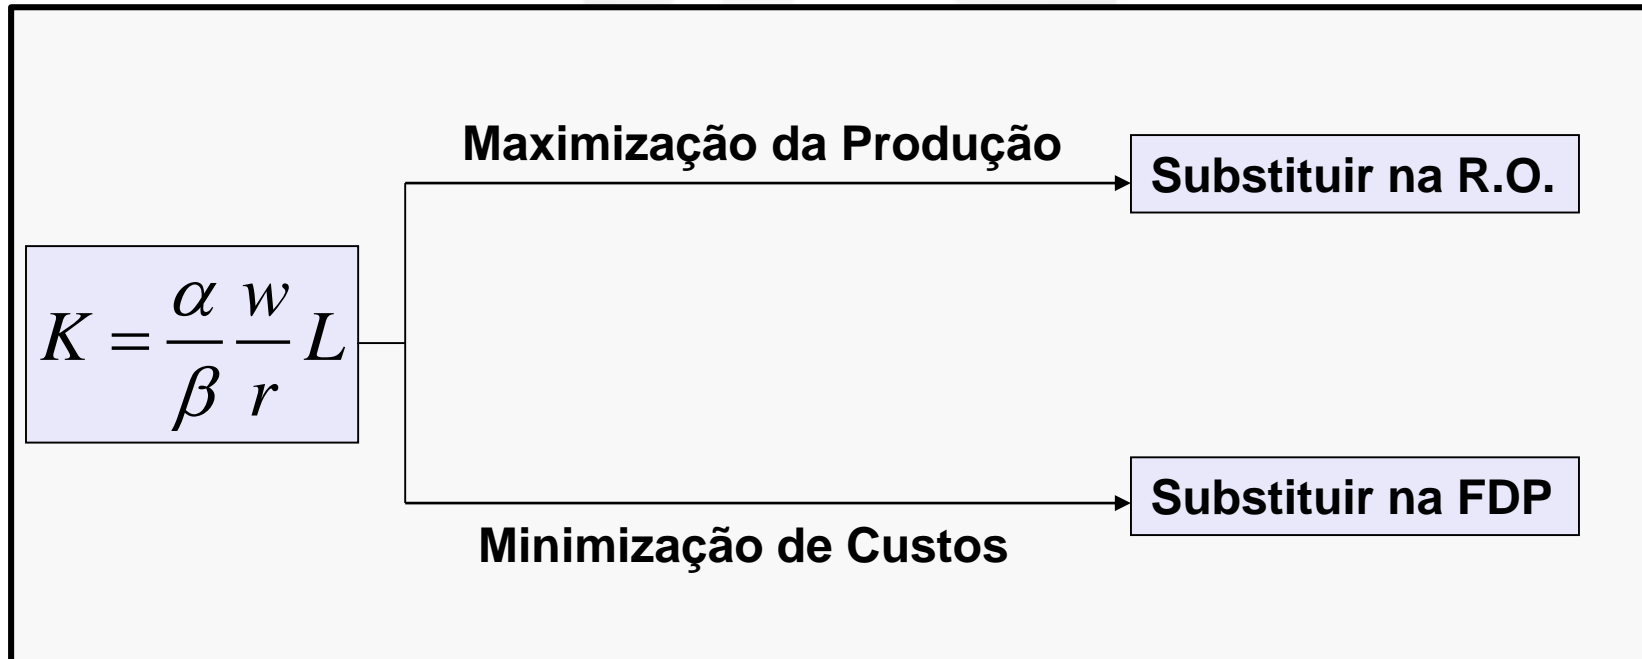 Maximização da Produção
Substituir na R.O.
K = α/β w/r L
Substituir na FDP
Minimização de Custos